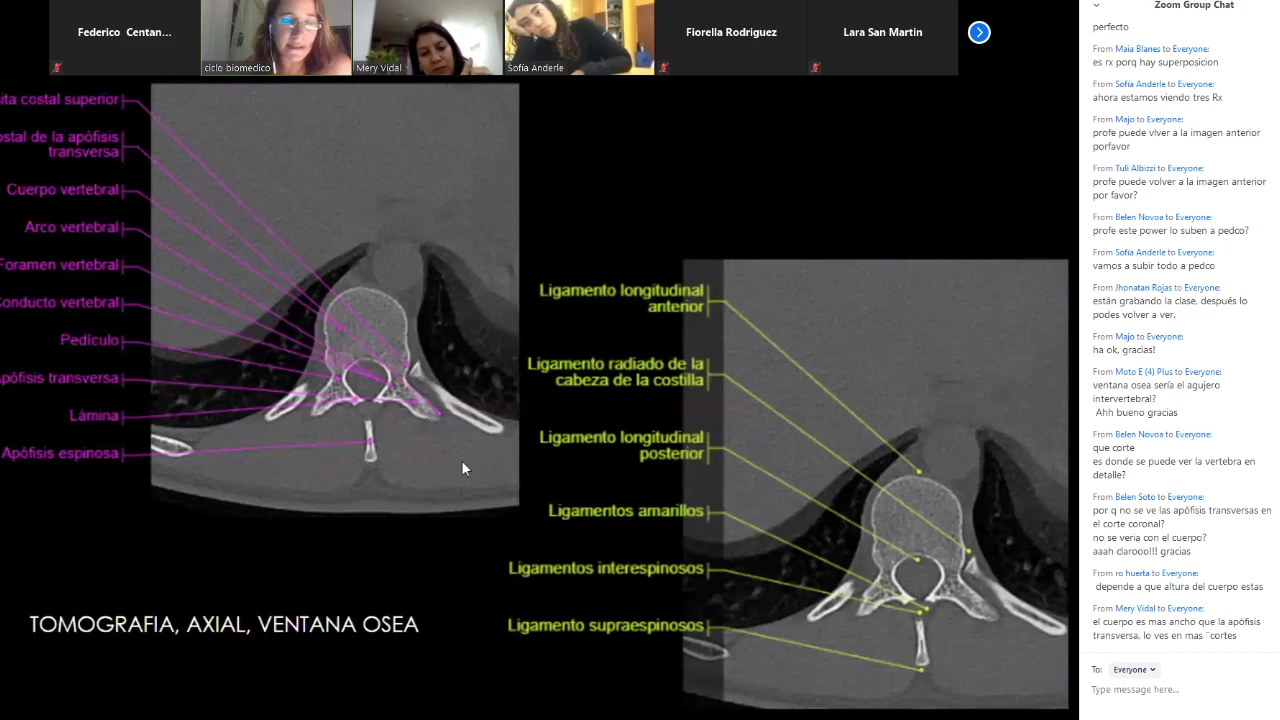 Federico Centan...
ciclo biomedico
Mery Vidal
Sofía Anderle
Fiorella Rodriguez
Lara San Martin
costal superior
de la apófisis
transversa
Cuerpo vertebral
Arco vertebral
Foramen vertebral
Conducto vertebral
Pedículo
Apófisis transversa
Lámina
Apófisis espinosa
TOMOGRAFIA, AXIAL, VENTANA OSEA
Ligamento longitudinal
anterior
Ligamento radiado de la
cabeza de la costilla
Ligamento longitudinal
posterior
Ligamentos amarillos
Ligamentos interespinosos
Ligamento supraespinosos
Zoom Group Chat
perfecto
From Maia Blanes to Everyone:
es rx porq hay superposicion
From Sofía Anderle to Everyone:
ahora estamos viendo tres Rx
From Majo to Everyone:
profe puede vlver a la imagen anterior
porfavor
From Tuli Albizzi to Everyone:
profe puede volver a la imagen anterior
por favor?
From Belen Novoa to Everyone:
profe este power lo suben a pedco?
From Sofía Anderle to Everyone:
vamos a subir todo a pedco
From Jhonatan Rojas to Everyone:
están grabando la clase, después lo
podes volver a ver.
From Majo to Everyone:
ha ok, gracias!
From Moto E (4) Plus to Everyone:
ventana osea sería el agujero
intervertebral?
Ahh bueno gracias
From Belen Novoa to Everyone:
que corte
es donde se puede ver la vertebra en
detalle?
From Belen Soto to Everyone:
por q no se ve las apófisis transversas en
el corte coronal?
no se veria con el cuerpo?
aaah clarooo!!! gracias
From ro huerta to Everyone:
depende a que altura del cuerpo estas
From Mery Vidal to Everyone:
el cuerpo es mas ancho que la apófisis
transversa, lo ves en mas ¨cortes
To: Everyone
Type message here...